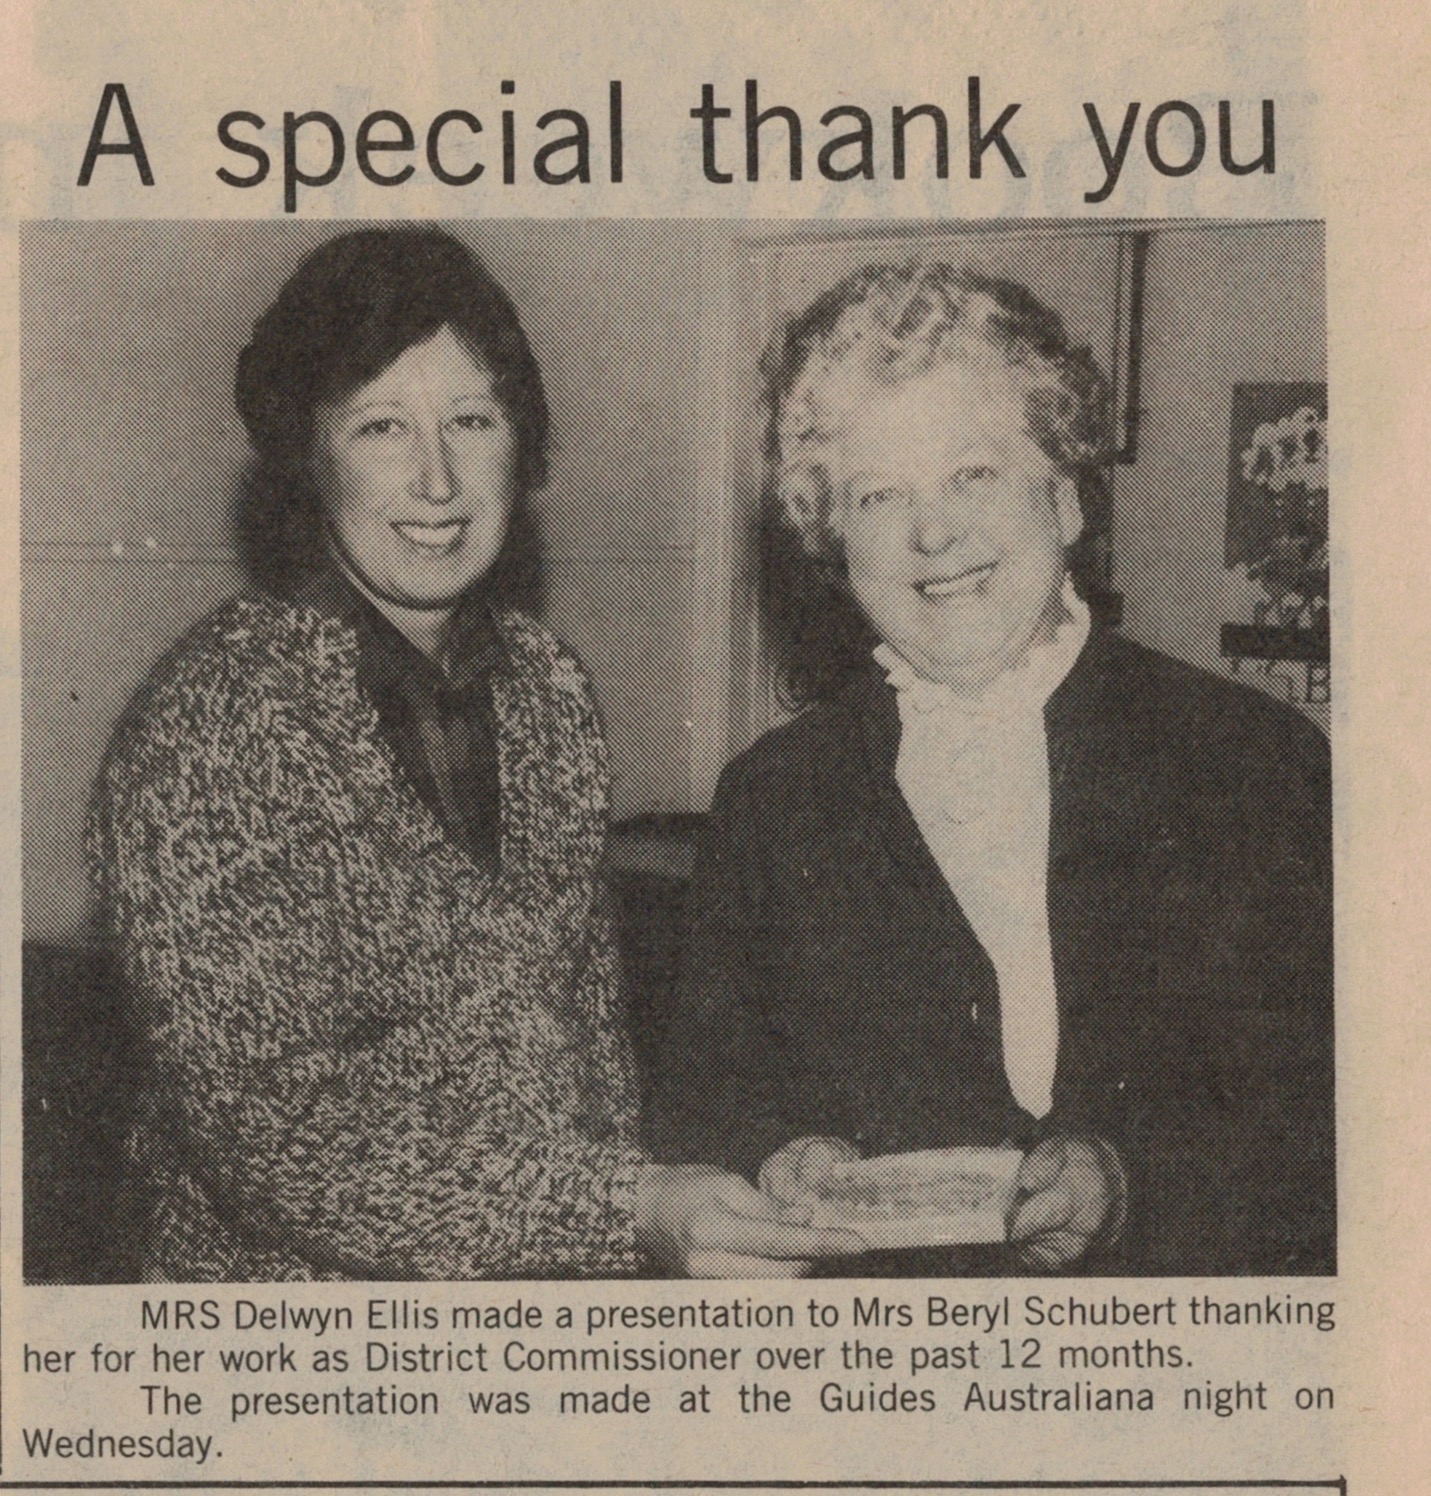 A special thank you
MRS Delwyn Ellis made a presentation to Mrs Beryl Schubert thanking
her for her work as District Commissioner over the past 12 months.
The presentation was made at the Guides Australiana night on
Wednesday.